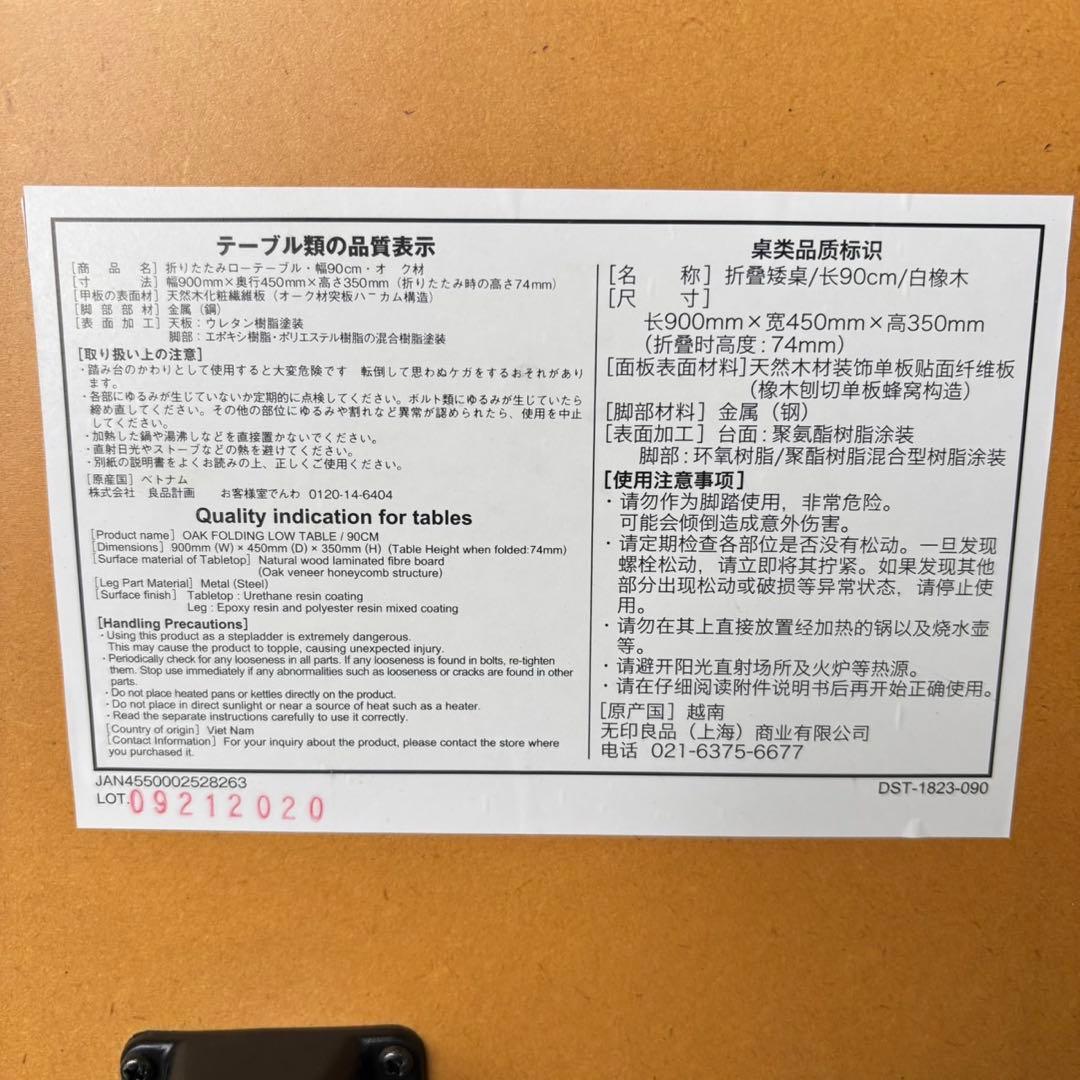 テーブル類の品質表示
[商品名] 折りたたみローテーブル・幅90cm・オーク材
[寸法] 幅900mm×奥行450mm×高さ350mm（折りたたみ時の高さ74mm）
[甲板の表面材] 天然木化粧繊維板（オーク材突板ハニカム構造）
[脚部部材] 金属（鋼）
[表面加工] 天板：ウレタン樹脂塗装
脚部：エポキシ樹脂・ポリエステル樹脂の混合樹脂塗装
[取り扱い上の注意]
・踏み台のかわりとして使用すると大変危険です 転倒して思わぬケガをするおそれがあり
ます。
・各部にゆるみが生じていないか定期的に点検してください。ボルト類にゆるみが生じていたら
締め直してください。その他の部位にゆるみや割れなど異常が認められたら、使用を中止
してください。
・加熱した鍋や湯沸しなどを直接置かないでください。
・直射日光やストーブなどの熱を避けてください。
・別紙の説明書をよくお読みの上、正しくご使用ください。
[原産国] ベトナム
株式会社 良品計画 お客様室でんわ 0120-14-6404
Quality indication for tables
[Product name] OAK FOLDING LOW TABLE / 90CM
[Dimensions] 900mm (W) × 450mm (D) × 350mm (H) (Table Height when folded:74mm)
[Surface material of Tabletop] Natural wood laminated fibre board
(Oak veneer honeycomb structure)
[Leg Part Material] Metal (Steel)
[Surface finish] Tabletop : Urethane resin coating
Leg : Epoxy resin and polyester resin mixed coating
[Handling Precautions]
・Using this product as a stepladder is extremely dangerous.
This may cause the product to topple, causing unexpected injury.
・Periodically check for any looseness in all parts. If any looseness is found in bolts, re-tighten
them. Stop use immediately if any abnormalities such as looseness or cracks are found in other
parts.
・Do not place heated pans or kettles directly on the product.
・Do not place in direct sunlight or near a source of heat such as a heater.
・Read the separate instructions carefully to use it correctly.
[Country of origin] Viet Nam
[Contact Information] For your inquiry about the product, please contact the store where
you purchased it.
桌类品质标识
[名称] 折叠矮桌/长90cm/白橡木
[尺寸]
长900mm×宽450mm×高350mm
(折叠时高度:74mm)
[面板表面材料]天然木材装饰单板贴面纤维板
(橡木刨切单板蜂窝构造)
[脚部材料] 金属（钢）
[表面加工] 台面:聚氨酯树脂涂装
脚部:环氧树脂/聚酯树脂混合型树脂涂装
[使用注意事项]
・请勿作为脚踏使用，非常危险。
可能会倾倒造成意外伤害。
・请定期检查各部位是否没有松动。一旦发现
螺栓松动，请立即将其拧紧。如果发现其他
部分出现松动或破损等异常状态，请停止使
用。
・请勿在其上直接放置经加热的锅以及烧水壶
等。
・请避开阳光直射场所及火炉等热源。
・请在仔细阅读附件说明书后再开始正确使用。
[原产国] 越南
无印良品（上海）商业有限公司
电话 021-6375-6677
JAN4550002528263
LOT.09212020
DST-1823-090